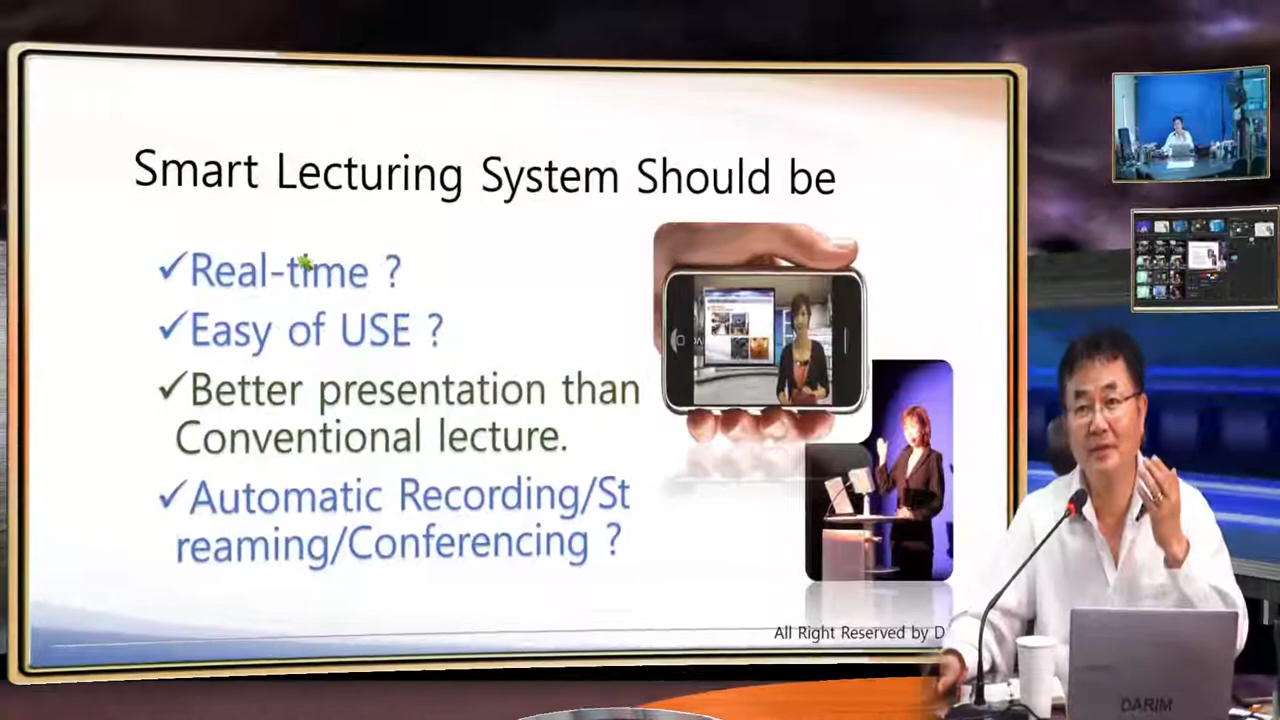 Smart Lecturing System Should be
✓Real-time ?
✓Easy of USE ?
✓Better presentation than
Conventional lecture.
✓Automatic Recording/St
reaming/Conferencing ?
All Right Reserved by D
DARIM